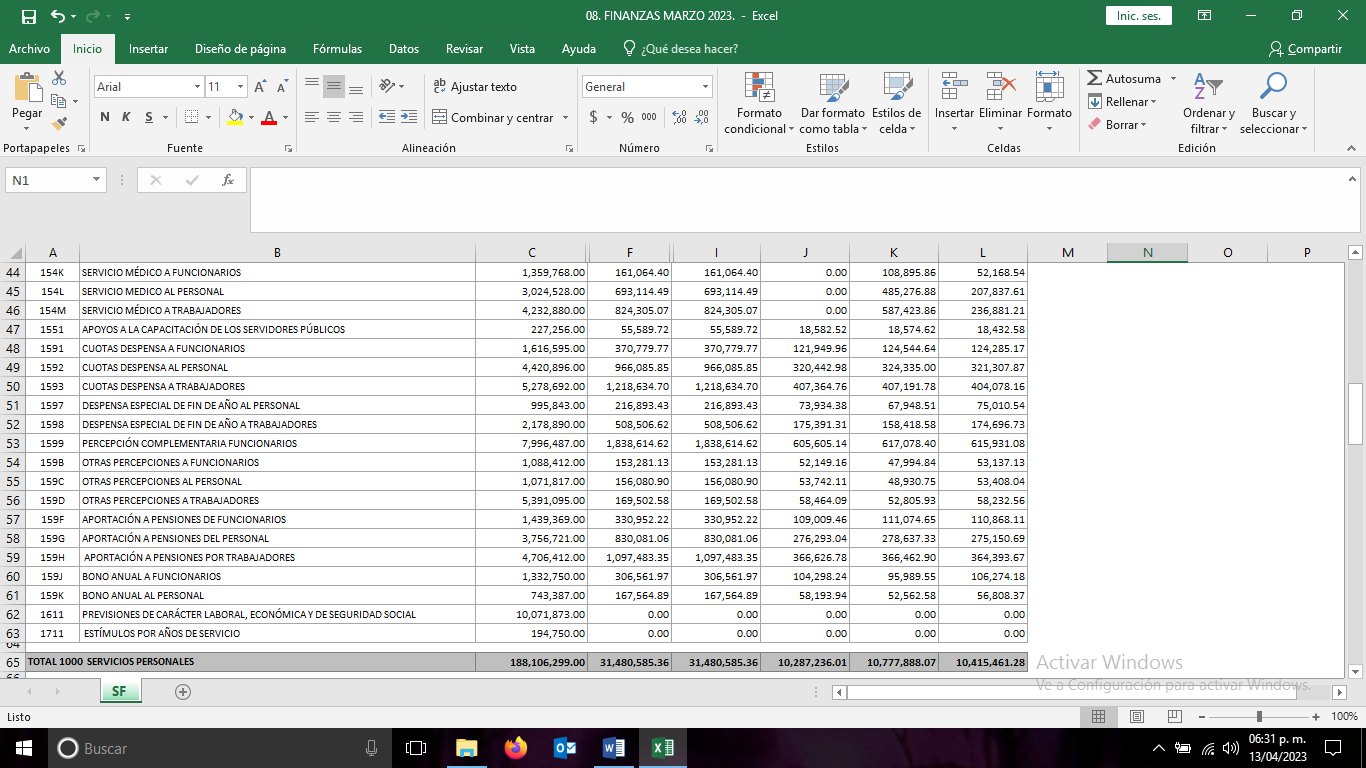 08. FINANZAS MARZO 2023. - Excel
Inic. ses.
Archivo Inicio Insertar Diseño de página Fórmulas Datos Revisar Vista Ayuda ¿Qué desea hacer? Compartir
Pegar
Arial 11
N K S
Ajustar texto
Combinar y centrar
General
$ % 000
Formato condicional
Dar formato como tabla
Estilos de celda
Insertar Eliminar Formato
Autosuma
Rellenar
Borrar
Ordenar y filtrar
Buscar y seleccionar
Portapapeles Fuente Alineación Número Estilos Celdas Edición
N1 fx
A B C F I J K L M N O P
44 154K SERVICIO MÉDICO A FUNCIONARIOS 1,359,768.00 161,064.40 161,064.40 0.00 108,895.86 52,168.54
45 154L SERVICIO MEDICO AL PERSONAL 3,024,528.00 693,114.49 693,114.49 0.00 485,276.88 207,837.61
46 154M SERVICIO MÉDICO A TRABAJADORES 4,232,880.00 824,305.07 824,305.07 0.00 587,423.86 236,881.21
47 1551 APOYOS A LA CAPACITACIÓN DE LOS SERVIDORES PÚBLICOS 227,256.00 55,589.72 55,589.72 18,582.52 18,574.62 18,432.58
48 1591 CUOTAS DESPENSA A FUNCIONARIOS 1,616,595.00 370,779.77 370,779.77 121,949.96 124,544.64 124,285.17
49 1592 CUOTAS DESPENSA AL PERSONAL 4,420,896.00 966,085.85 966,085.85 320,442.98 324,335.00 321,307.87
50 1593 CUOTAS DESPENSA A TRABAJADORES 5,278,692.00 1,218,634.70 1,218,634.70 407,364.76 407,191.78 404,078.16
51 1597 DESPENSA ESPECIAL DE FIN DE AÑO AL PERSONAL 995,843.00 216,893.43 216,893.43 73,934.38 67,948.51 75,010.54
52 1598 DESPENSA ESPECIAL DE FIN DE AÑO A TRABAJADORES 2,178,890.00 508,506.62 508,506.62 175,391.31 158,418.58 174,696.73
53 1599 PERCEPCIÓN COMPLEMENTARIA FUNCIONARIOS 7,996,487.00 1,838,614.62 1,838,614.62 605,605.14 617,078.40 615,931.08
54 159B OTRAS PERCEPCIONES A FUNCIONARIOS 1,088,412.00 153,281.13 153,281.13 52,149.16 47,994.84 53,137.13
55 159C OTRAS PERCEPCIONES AL PERSONAL 1,071,817.00 156,080.90 156,080.90 53,742.11 48,930.75 53,408.04
56 159D OTRAS PERCEPCIONES A TRABAJADORES 5,391,095.00 169,502.58 169,502.58 58,464.09 52,805.93 58,232.56
57 159F APORTACIÓN A PENSIONES DE FUNCIONARIOS 1,439,369.00 330,952.22 330,952.22 109,009.46 111,074.65 110,868.11
58 159G APORTACIÓN A PENSIONES DEL PERSONAL 3,756,721.00 830,081.06 830,081.06 276,293.04 278,637.33 275,150.69
59 159H APORTACIÓN A PENSIONES POR TRABAJADORES 4,706,412.00 1,097,483.35 1,097,483.35 366,626.78 366,462.90 364,393.67
60 159J BONO ANUAL A FUNCIONARIOS 1,332,750.00 306,561.97 306,561.97 104,298.24 95,989.55 106,274.18
61 159K BONO ANUAL AL PERSONAL 743,387.00 167,564.89 167,564.89 58,193.94 52,562.58 56,808.37
62 1611 PREVISIONES DE CARÁCTER LABORAL, ECONÓMICA Y DE SEGURIDAD SOCIAL 10,071,873.00 0.00 0.00 0.00 0.00 0.00
63 1711 ESTÍMULOS POR AÑOS DE SERVICIO 194,750.00 0.00 0.00 0.00 0.00 0.00
64
65 TOTAL 1000 SERVICIOS PERSONALES 188,106,299.00 31,480,585.36 31,480,585.36 10,287,236.01 10,777,888.07 10,415,461.28
66
Activar Windows
Ve a Configuración para activar Windows.
SF
Listo
100%
Buscar
06:31 p. m.
13/04/2023